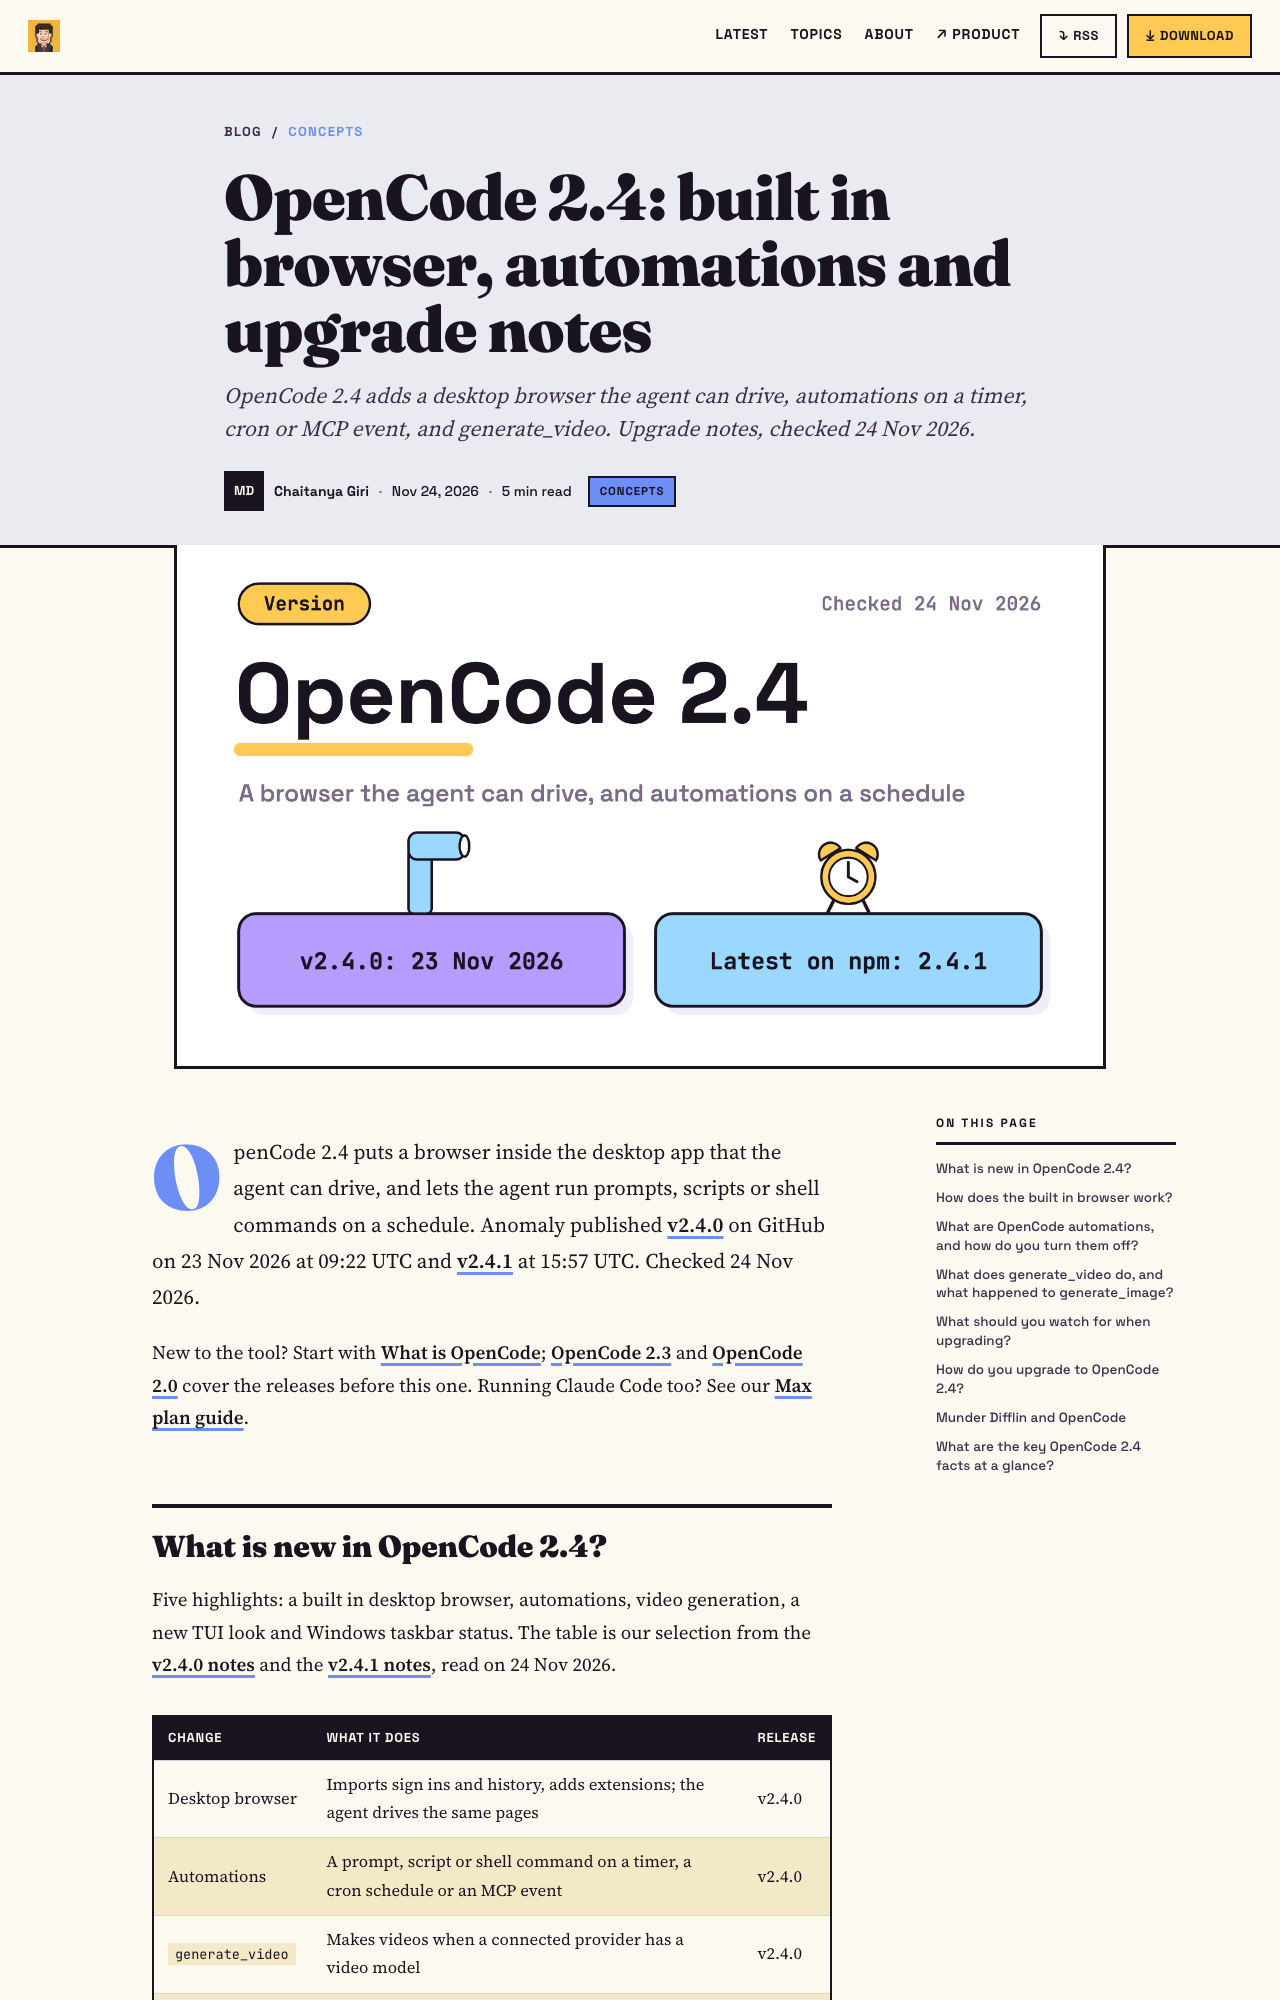 LATEST TOPICS ABOUT ↗ PRODUCT ⤵ RSS ⤓ DOWNLOAD
BLOG / CONCEPTS
OpenCode 2.4: built in
browser, automations and
upgrade notes
OpenCode 2.4 adds a desktop browser the agent can drive, automations on a timer,
cron or MCP event, and generate_video. Upgrade notes, checked 24 Nov 2026.
MD Chaitanya Giri · Nov 24, 2026 · 5 min read CONCEPTS
Version Checked 24 Nov 2026
OpenCode 2.4
A browser the agent can drive, and automations on a schedule
v2.4.0: 23 Nov 2026 Latest on npm: 2.4.1
OpenCode 2.4 puts a browser inside the desktop app that the
agent can drive, and lets the agent run prompts, scripts or shell
commands on a schedule. Anomaly published v2.4.0 on GitHub
on 23 Nov 2026 at 09:22 UTC and v2.4.1 at 15:57 UTC. Checked 24 Nov
2026.
New to the tool? Start with What is OpenCode; OpenCode 2.3 and OpenCode
2.0 cover the releases before this one. Running Claude Code too? See our Max
plan guide.
ON THIS PAGE
What is new in OpenCode 2.4?
How does the built in browser work?
What are OpenCode automations,
and how do you turn them off?
What does generate_video do, and
what happened to generate_image?
What should you watch for when
upgrading?
How do you upgrade to OpenCode
2.4?
Munder Difflin and OpenCode
What are the key OpenCode 2.4
facts at a glance?
What is new in OpenCode 2.4?
Five highlights: a built in desktop browser, automations, video generation, a
new TUI look and Windows taskbar status. The table is our selection from the
v2.4.0 notes and the v2.4.1 notes, read on 24 Nov 2026.
CHANGE WHAT IT DOES RELEASE
Desktop browser Imports sign ins and history, adds extensions; the
agent drives the same pages v2.4.0
Automations A prompt, script or shell command on a timer, a
cron schedule or an MCP event v2.4.0
generate_video Makes videos when a connected provider has a
video model v2.4.0